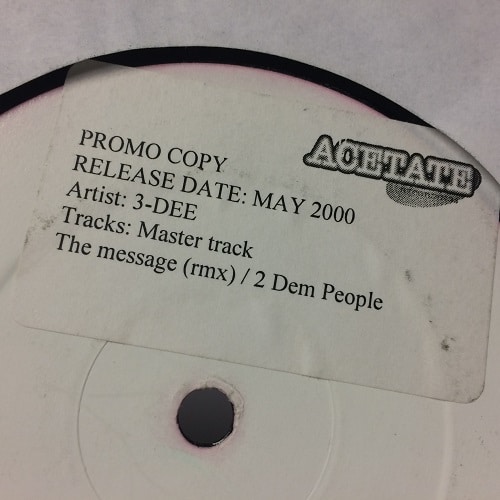 ACETATE
PROMO COPY
RELEASE DATE: MAY 2000
Artist: 3-DEE
Tracks: Master track
The message (rmx) / 2 Dem People